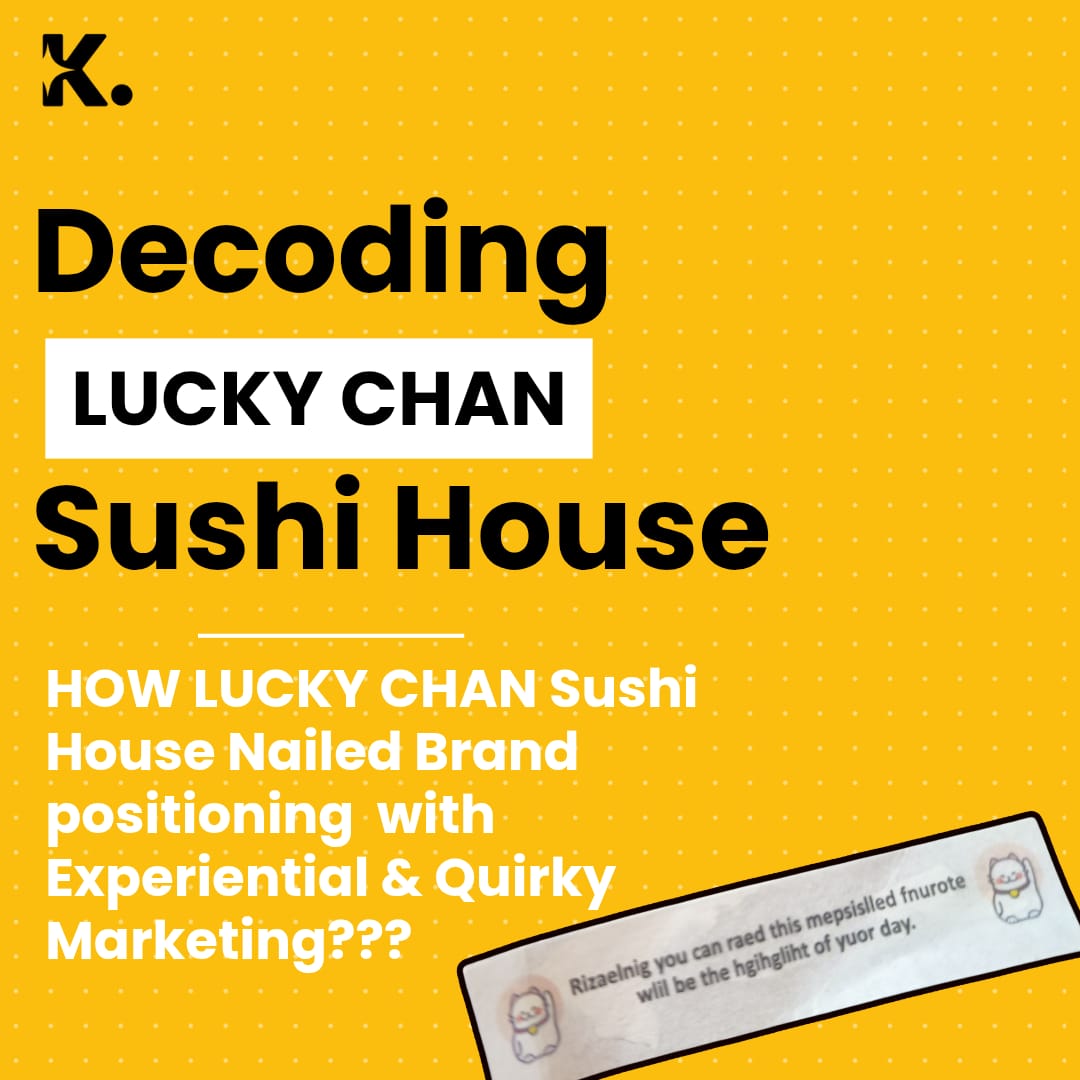 K.
Decoding
LUCKY CHAN
Sushi House
HOW LUCKY CHAN Sushi
House Nailed Brand
positioning with
Experiential & Quirky
Marketing???
Rizaelnig you can raed this mepsislled fnurote
wlil be the hgihgliht of yuor day.